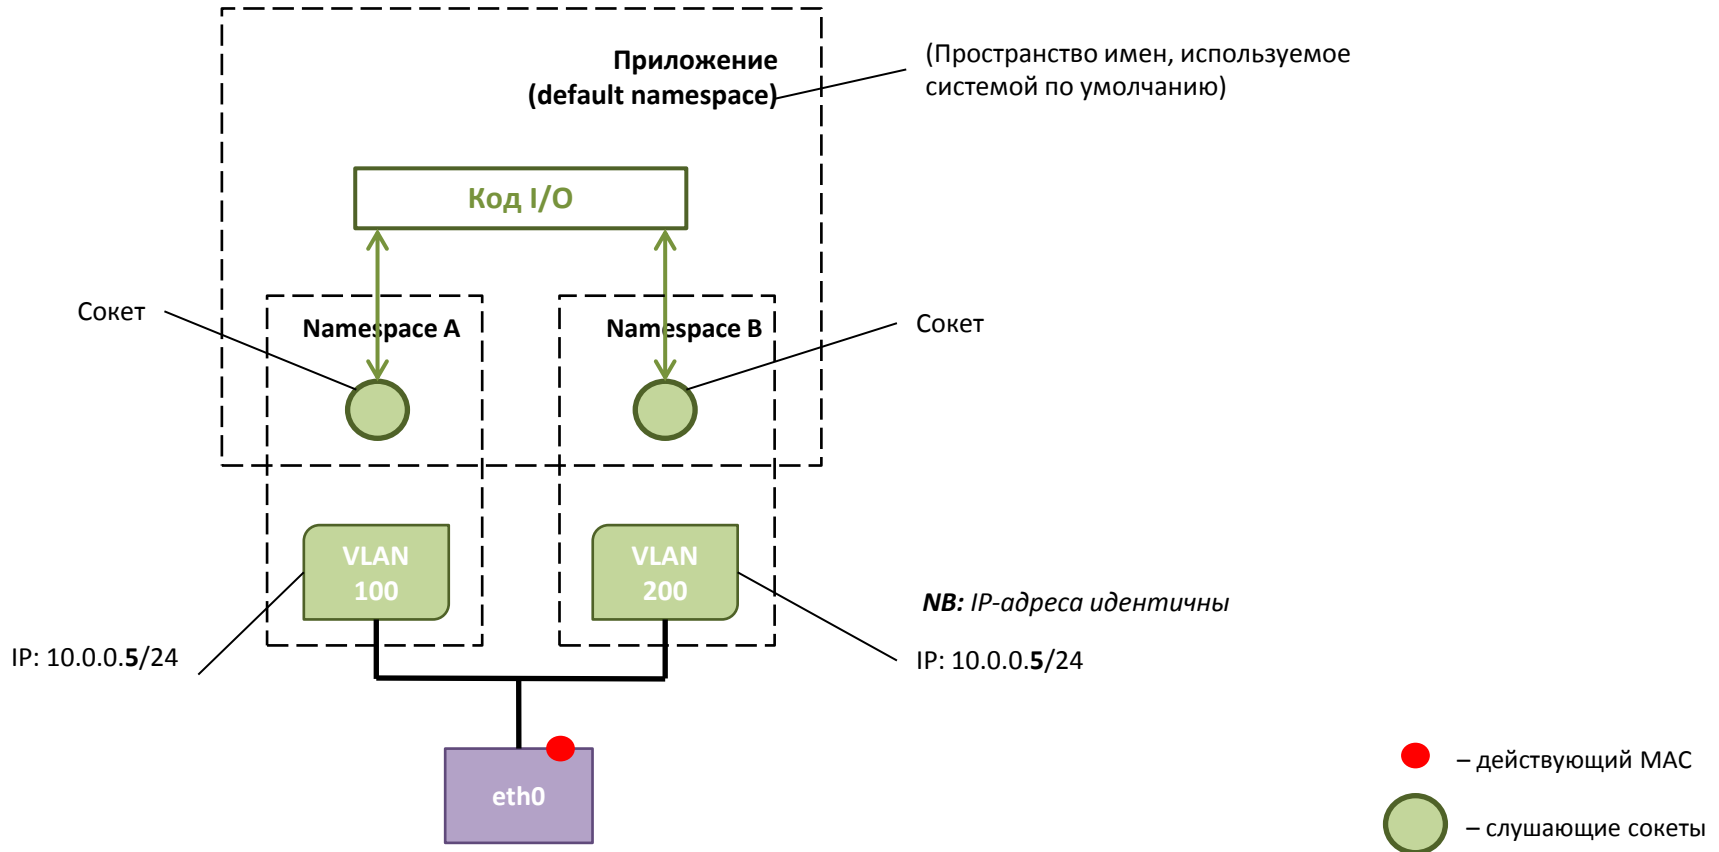 Приложение
(default namespace)
(Пространство имен, используемое
системой по умолчанию)
Код I/O
Сокет
Namespace A
Namespace B
Сокет
VLAN
100
VLAN
200
NB: IP-адреса идентичны
IP: 10.0.0.5/24
IP: 10.0.0.5/24
eth0
– действующий MAC
– слушающие сокеты